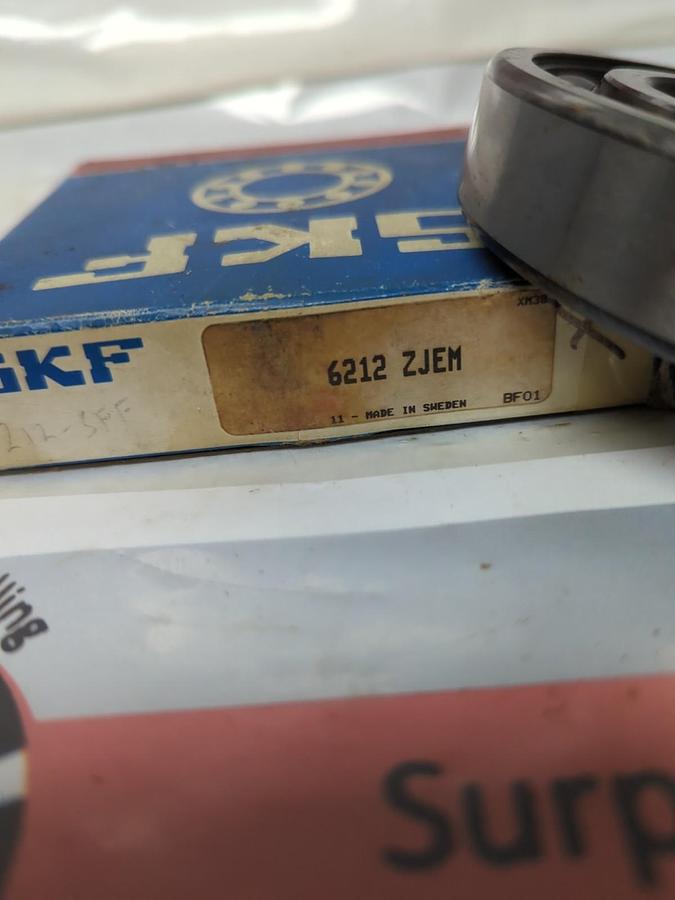 SKF
XM30
SKF
6212 ZJEM
11 - MADE IN SWEDEN
BF01
Surp